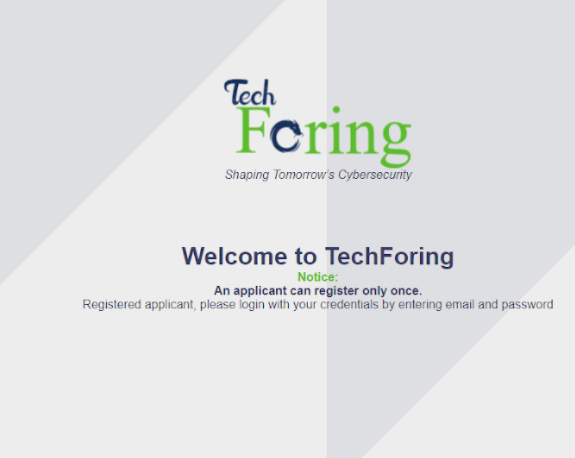 Tech
Foring
Shaping Tomorrow's Cybersecurity
Welcome to TechForing
Notice:
An applicant can register only once.
Registered applicant, please login with your credentials by entering email and password